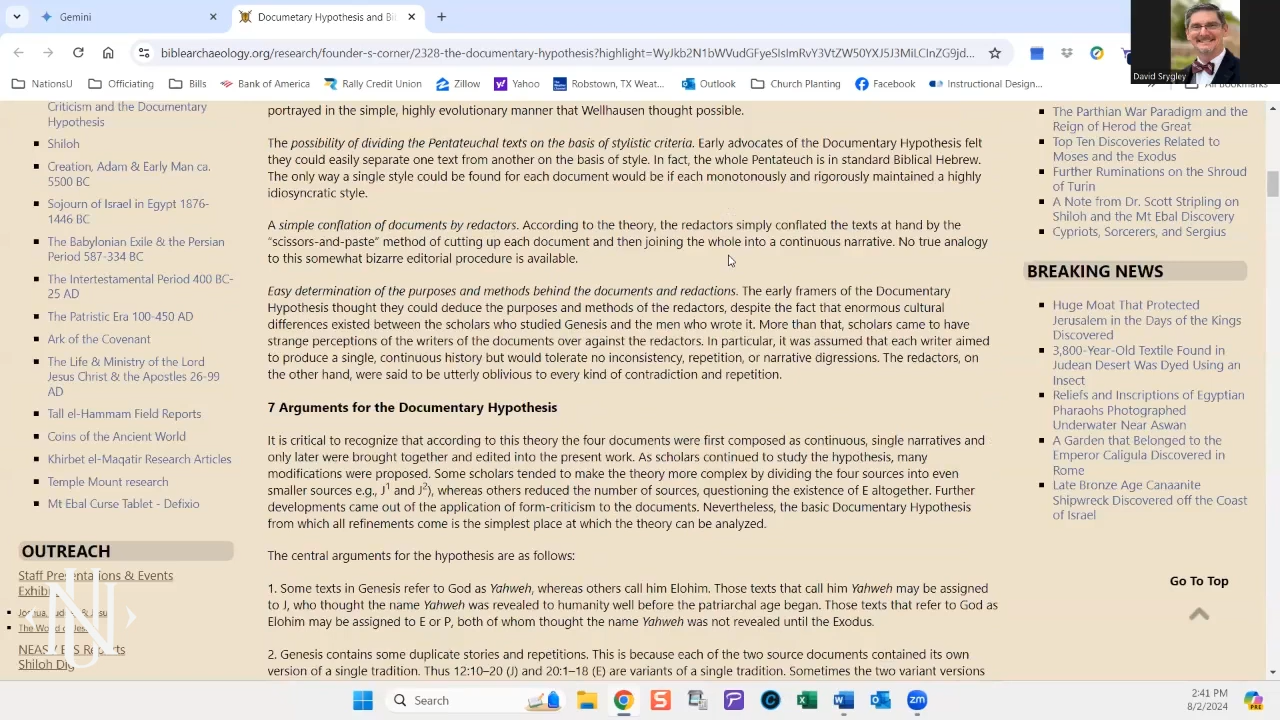 Gemini
Documetary Hypothesis and Bi
biblearchaeology.org/research/founder-s-corner/2328-the-documentary-hypothesis?highlight=WyJkb2N1bWVudGFyeSIsImRvY3VtZW50YXJ5J3MiLCInZG9jd...
David Srygley
NationsU
Officiating
Bills
Bank of America
Rally Credit Union
Zillow
Yahoo
Robstown, TX Weat...
Outlook
Church Planting
Facebook
Instructional Design...
All Bookmarks
Criticism and the Documentary
Hypothesis
Shiloh
Creation, Adam & Early Man ca.
5500 BC
Sojourn of Israel in Egypt 1876-
1446 BC
The Babylonian Exile & the Persian
Period 587-334 BC
The Intertestamental Period 400 BC-
25 AD
The Patristic Era 100-450 AD
Ark of the Covenant
The Life & Ministry of the Lord
Jesus Christ & the Apostles 26-99
AD
Tall el-Hammam Field Reports
Coins of the Ancient World
Khirbet el-Maqatir Research Articles
Temple Mount research
Mt Ebal Curse Tablet - Defixio
OUTREACH
Staff Presentations & Events
Exhibi
The World o
NEAS
Reports
Shiloh Dig
portrayed in the simple, highly evolutionary manner that Wellhausen thought possible.
The possibility of dividing the Pentateuchal texts on the basis of stylistic criteria. Early advocates of the Documentary Hypothesis felt
they could easily separate one text from another on the basis of style. In fact, the whole Pentateuch is in standard Biblical Hebrew.
The only way a single style could be found for each document would be if each monotonously and rigorously maintained a highly
idiosyncratic style.
A simple conflation of documents by redactors. According to the theory, the redactors simply conflated the texts at hand by the
“scissors-and-paste” method of cutting up each document and then joining the whole into a continuous narrative. No true analogy
to this somewhat bizarre editorial procedure is available.
Easy determination of the purposes and methods behind the documents and redactions. The early framers of the Documentary
Hypothesis thought they could deduce the purposes and methods of the redactors, despite the fact that enormous cultural
differences existed between the scholars who studied Genesis and the men who wrote it. More than that, scholars came to have
strange perceptions of the writers of the documents over against the redactors. In particular, it was assumed that each writer aimed
to produce a single, continuous history but would tolerate no inconsistency, repetition, or narrative digressions. The redactors, on
the other hand, were said to be utterly oblivious to every kind of contradiction and repetition.
7 Arguments for the Documentary Hypothesis
It is critical to recognize that according to this theory the four documents were first composed as continuous, single narratives and
only later were brought together and edited into the present work. As scholars continued to study the hypothesis, many
modifications were proposed. Some scholars tended to make the theory more complex by dividing the four sources into even
smaller sources e.g., J1 and J2), whereas others reduced the number of sources, questioning the existence of E altogether. Further
developments came out of the application of form-criticism to the documents. Nevertheless, the basic Documentary Hypothesis
from which all refinements come is the simplest place at which the theory can be analyzed.
The central arguments for the hypothesis are as follows:
1. Some texts in Genesis refer to God as Yahweh, whereas others call him Elohim. Those texts that call him Yahweh may be assigned
to J, who thought the name Yahweh was revealed to humanity well before the patriarchal age began. Those texts that refer to God as
Elohim may be assigned to E or P, both of whom thought the name Yahweh was not revealed until the Exodus.
2. Genesis contains some duplicate stories and repetitions. This is because each of the two source documents contained its own
version of a single tradition. Thus 12:10–20 (J) and 20:1–18 (E) are variants of a single tradition. Sometimes the two variant versions
The Parthian War Paradigm and the
Reign of Herod the Great
Top Ten Discoveries Related to
Moses and the Exodus
Further Ruminations on the Shroud
of Turin
A Note from Dr. Scott Stripling on
Shiloh and the Mt Ebal Discovery
Cypriots, Sorcerers, and Sergius
BREAKING NEWS
Huge Moat That Protected
Jerusalem in the Days of the Kings
Discovered
3,800-Year-Old Textile Found in
Judean Desert Was Dyed Using an
Insect
Reliefs and Inscriptions of Egyptian
Pharaohs Photographed
Underwater Near Aswan
A Garden that Belonged to the
Emperor Caligula Discovered in
Rome
Late Bronze Age Canaanite
Shipwreck Discovered off the Coast
of Israel
Go To Top
Search
2:41 PM
8/2/2024